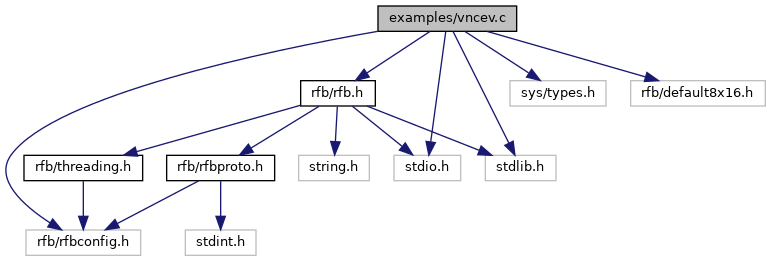 examples/vncev.c
rfb/rfb.h
sys/types.h
rfb/default8x16.h
rfb/threading.h
rfb/rfbproto.h
string.h
stdio.h
stdlib.h
rfb/rfbconfig.h
stdint.h